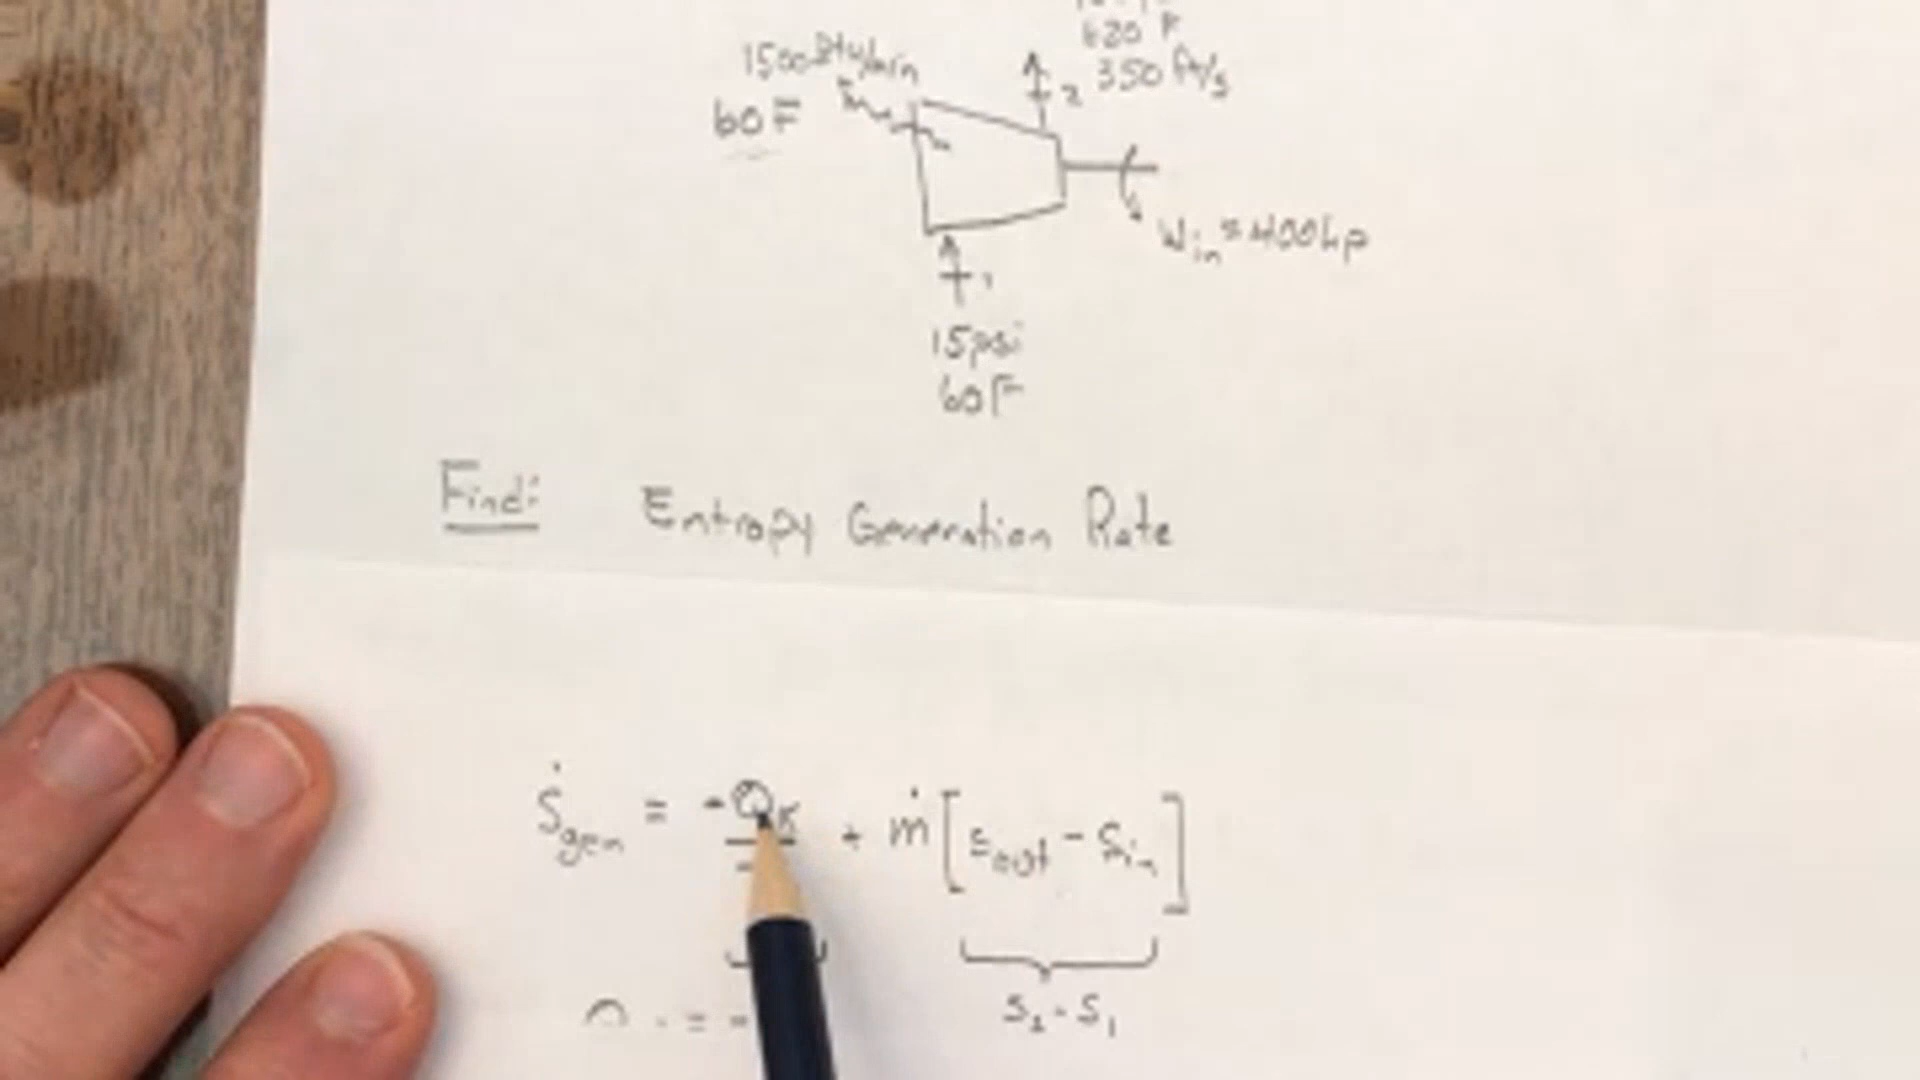 620 F
1500 Btu/min
350 ft/s
60F
2
Win = 400hp
1
15psi
60F
Find: Entropy Generation Rate
Ṡgen = -QK + ṁ [sout - sin]
s2 - s1